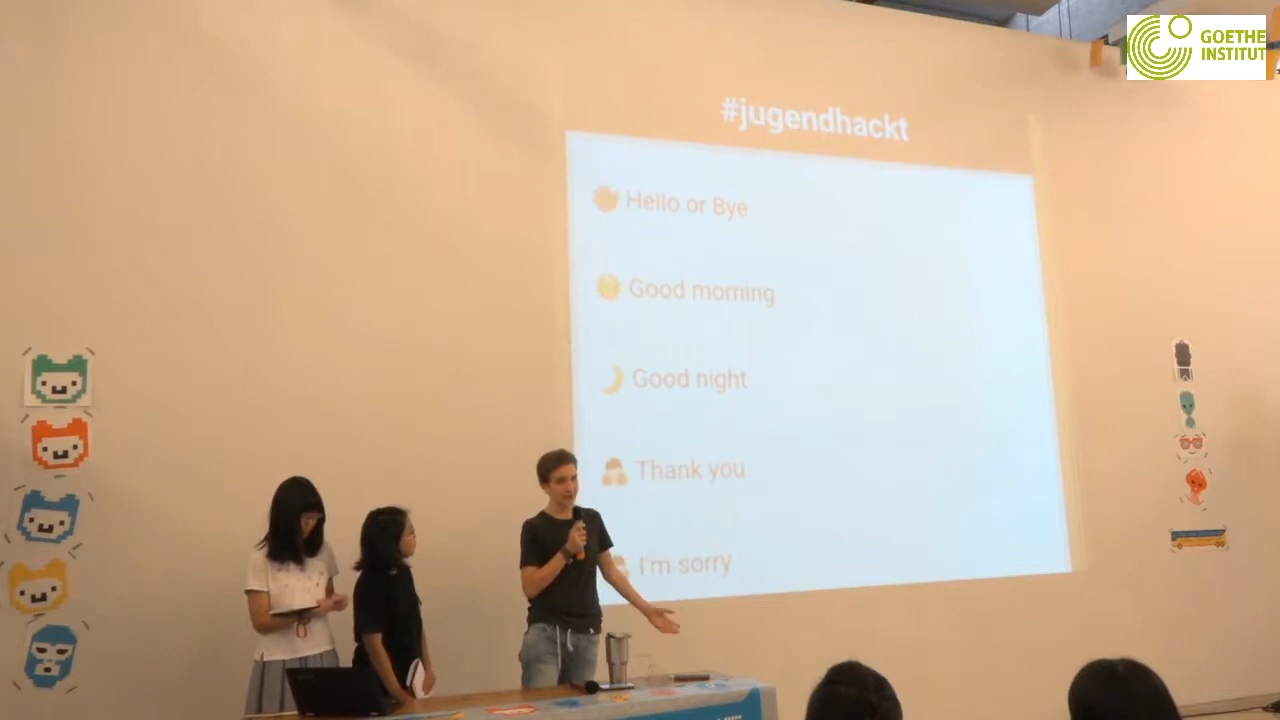 GOETHE
INSTITUT
#jugendhackt
👋 Hello or Bye
🌞 Good morning
🌙 Good night
Thank you
I'm sorry